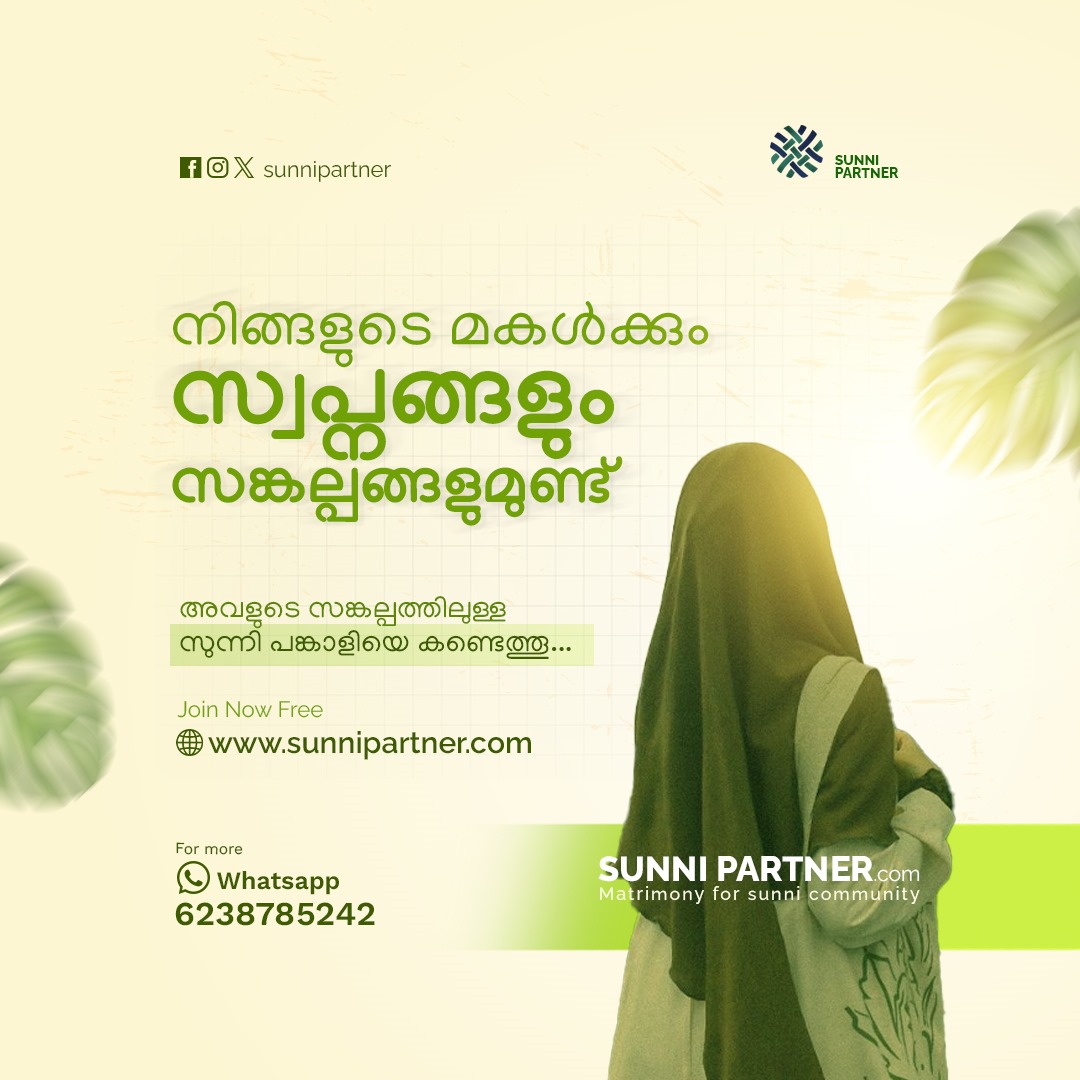 sunnipartner
SUNNI
PARTNER
നിങ്ങളുടെ മകൾക്കും
സ്വപ്നങ്ങളും
സങ്കല്പങ്ങളുമുണ്ട്
അവളുടെ സങ്കല്പത്തിലുള്ള
സുന്നി പങ്കാളിയെ കണ്ടെത്തൂ...
Join Now Free
www.sunnipartner.com
For more
Whatsapp
6238785242
SUNNI PARTNER.com
Matrimony for sunni community